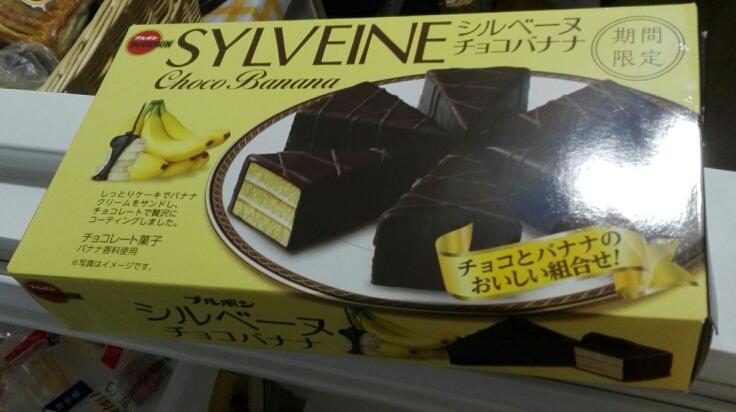 ブルボン
BOURBON
SYLVEINE
シルベーヌ
チョコバナナ
期間
限定
Choco Banana
しっとりケーキでバナナ
クリームをサンドし、
チョコレートで贅沢に
コーティングしました。
チョコレート菓子
バナナ香料使用
※写真はイメージです。
チョコとバナナの
おいしい組合せ!
ブルボン
シルベーヌ
チョコバナナ